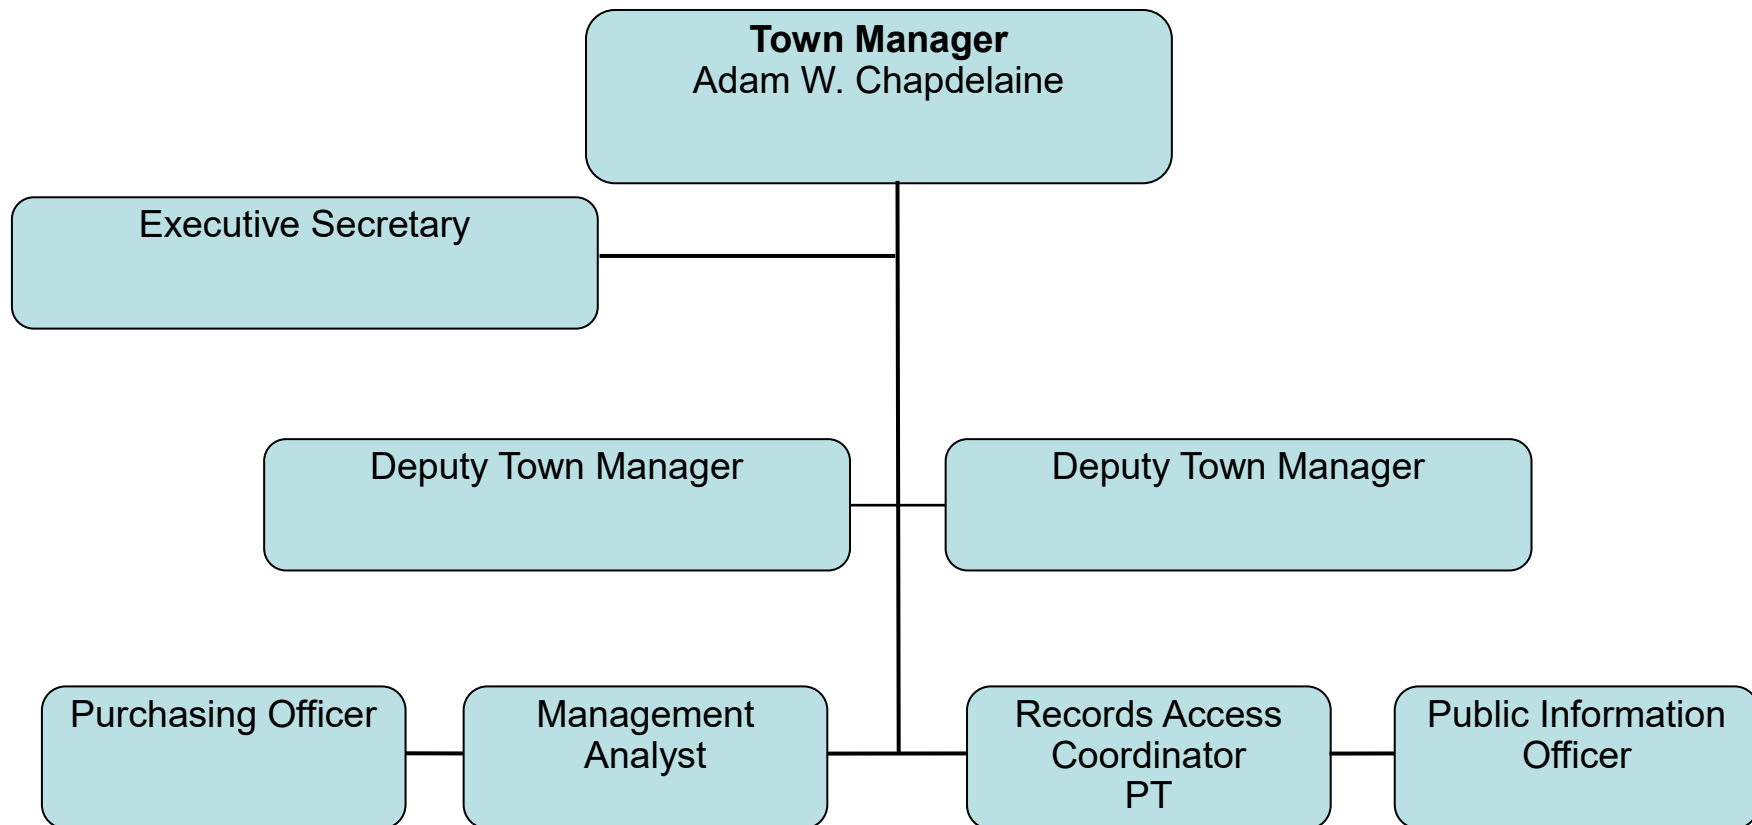 Town Manager
Adam W. Chapdelaine
Executive Secretary
Deputy Town Manager
Deputy Town Manager
Purchasing Officer
Management
Analyst
Records Access
Coordinator
PT
Public Information
Officer